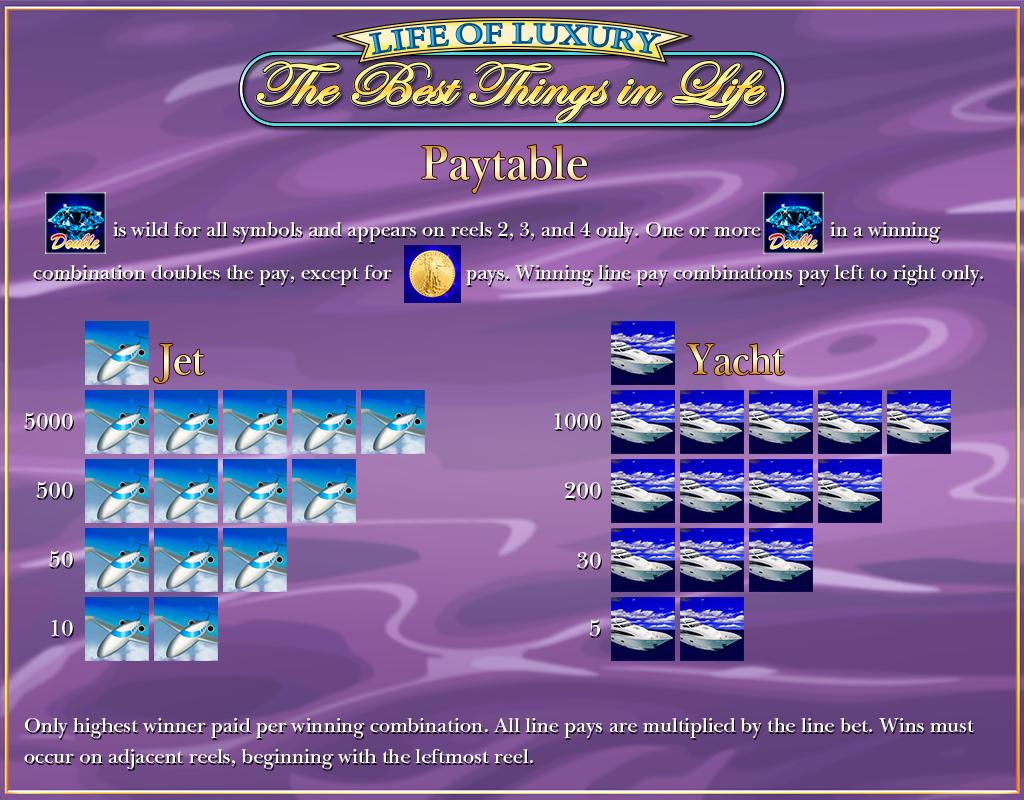 LIFE OF LUXURY
The Best Things in Life
Paytable
Double is wild for all symbols and appears on reels 2, 3, and 4 only. One or more Double in a winning
combination doubles the pay, except for pays. Winning line pay combinations pay left to right only.
Jet
5000
500
50
10
Yacht
1000
200
30
5
Only highest winner paid per winning combination. All line pays are multiplied by the line bet. Wins must
occur on adjacent reels, beginning with the leftmost reel.